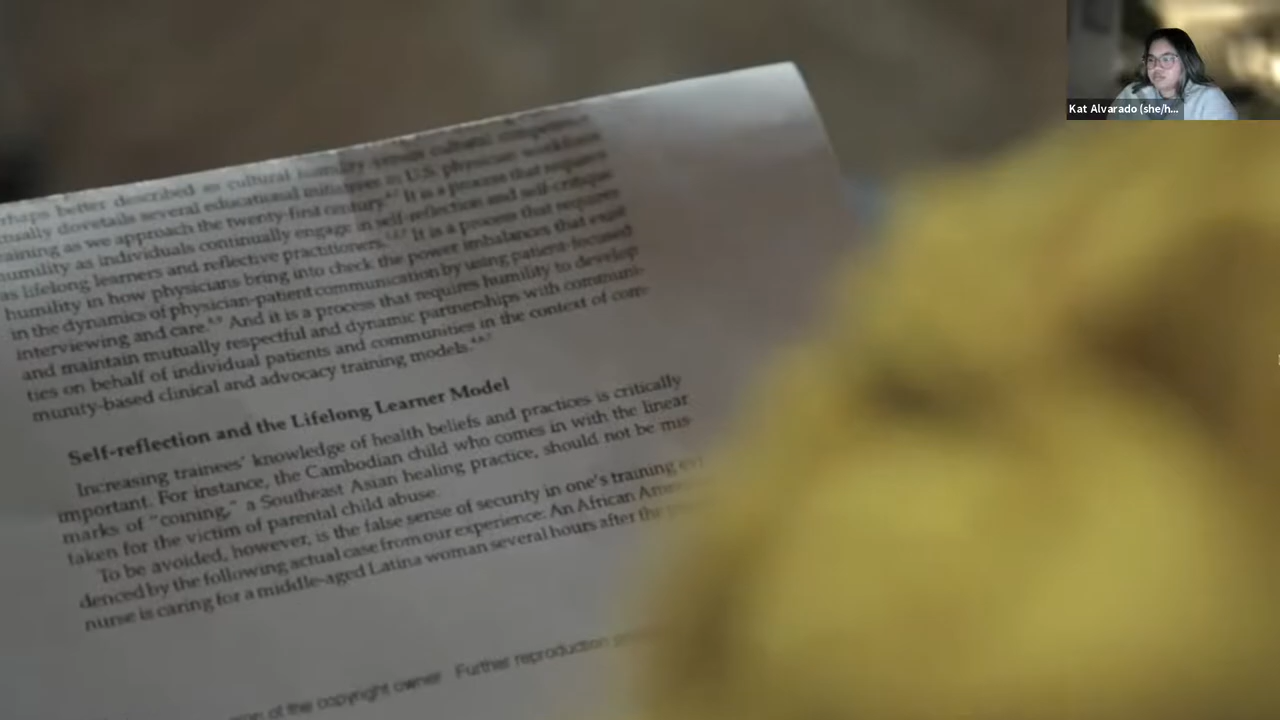 Kat Alvarado (she/h...
rhaps better described as cultural humility versus cultural competence
tually dovetails several educational initiatives in U.S. physician workforce
raining as we approach the twenty-first century.⁴⁻⁷ It is a process that requires
humility as individuals continually engage in self-reflection and self-critique
as lifelong learners and reflective practitioners. It is a process that requires
humility in how physicians bring into check the power imbalances that exist
in the dynamics of physician-patient communication by using patient-focused
interviewing and care. And it is a process that requires humility to develop
and maintain mutually respectful and dynamic partnerships with communi-
ties on behalf of individual patients and communities in the context of com-
munity-based clinical and advocacy training models.
Self-reflection and the Lifelong Learner Model
Increasing trainees' knowledge of health beliefs and practices is critically
important. For instance, the Cambodian child who comes in with the linear
marks of "coining," a Southeast Asian healing practice, should not be mis-
taken for the victim of parental child abuse.
To be avoided, however, is the false sense of security in one's training evi
denced by the following actual case from our experience: An African Amer
nurse is caring for a middle-aged Latina woman several hours after the
of the copyright owner Further reproduction